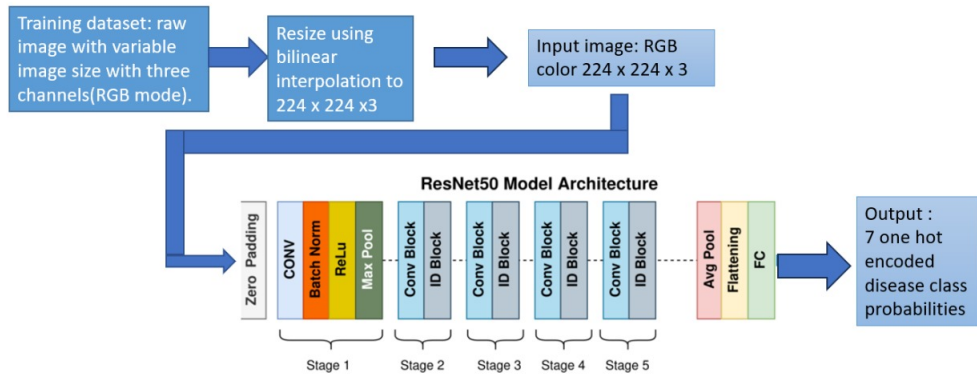 Training dataset: raw
image with variable
image size with three
channels(RGB mode).
Resize using
bilinear
interpolation to
224 x 224 x3
Input image: RGB
color 224 x 224 x 3
ResNet50 Model Architecture
Zero Padding
CONV
Batch Norm
ReLu
Max Pool
Conv Block
ID Block
Conv Block
ID Block
Conv Block
ID Block
Conv Block
ID Block
Avg Pool
Flattening
FC
Output :
7 one hot
encoded
disease class
probabilities
Stage 1
Stage 2
Stage 3
Stage 4
Stage 5